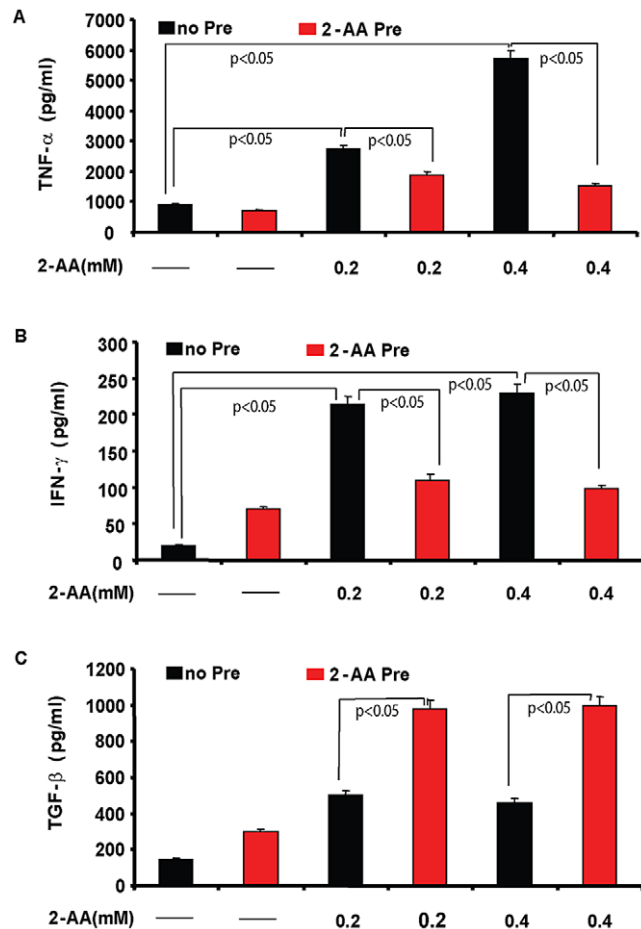 A
no Pre 2-AA Pre
7000
6000
5000
4000
3000
2000
1000
0
TNF-α (pg/ml)
p<0.05 p<0.05
p<0.05 p<0.05
2-AA(mM) — — 0.2 0.2 0.4 0.4
B
no Pre 2-AA Pre
300
250
200
150
100
50
0
IFN-γ (pg/ml)
p<0.05 p<0.05 p<0.05 p<0.05
2-AA(mM) — — 0.2 0.2 0.4 0.4
C
no Pre 2-AA Pre
1200
1000
800
600
400
200
0
TGF-β (pg/ml)
p<0.05 p<0.05
2-AA(mM) — — 0.2 0.2 0.4 0.4